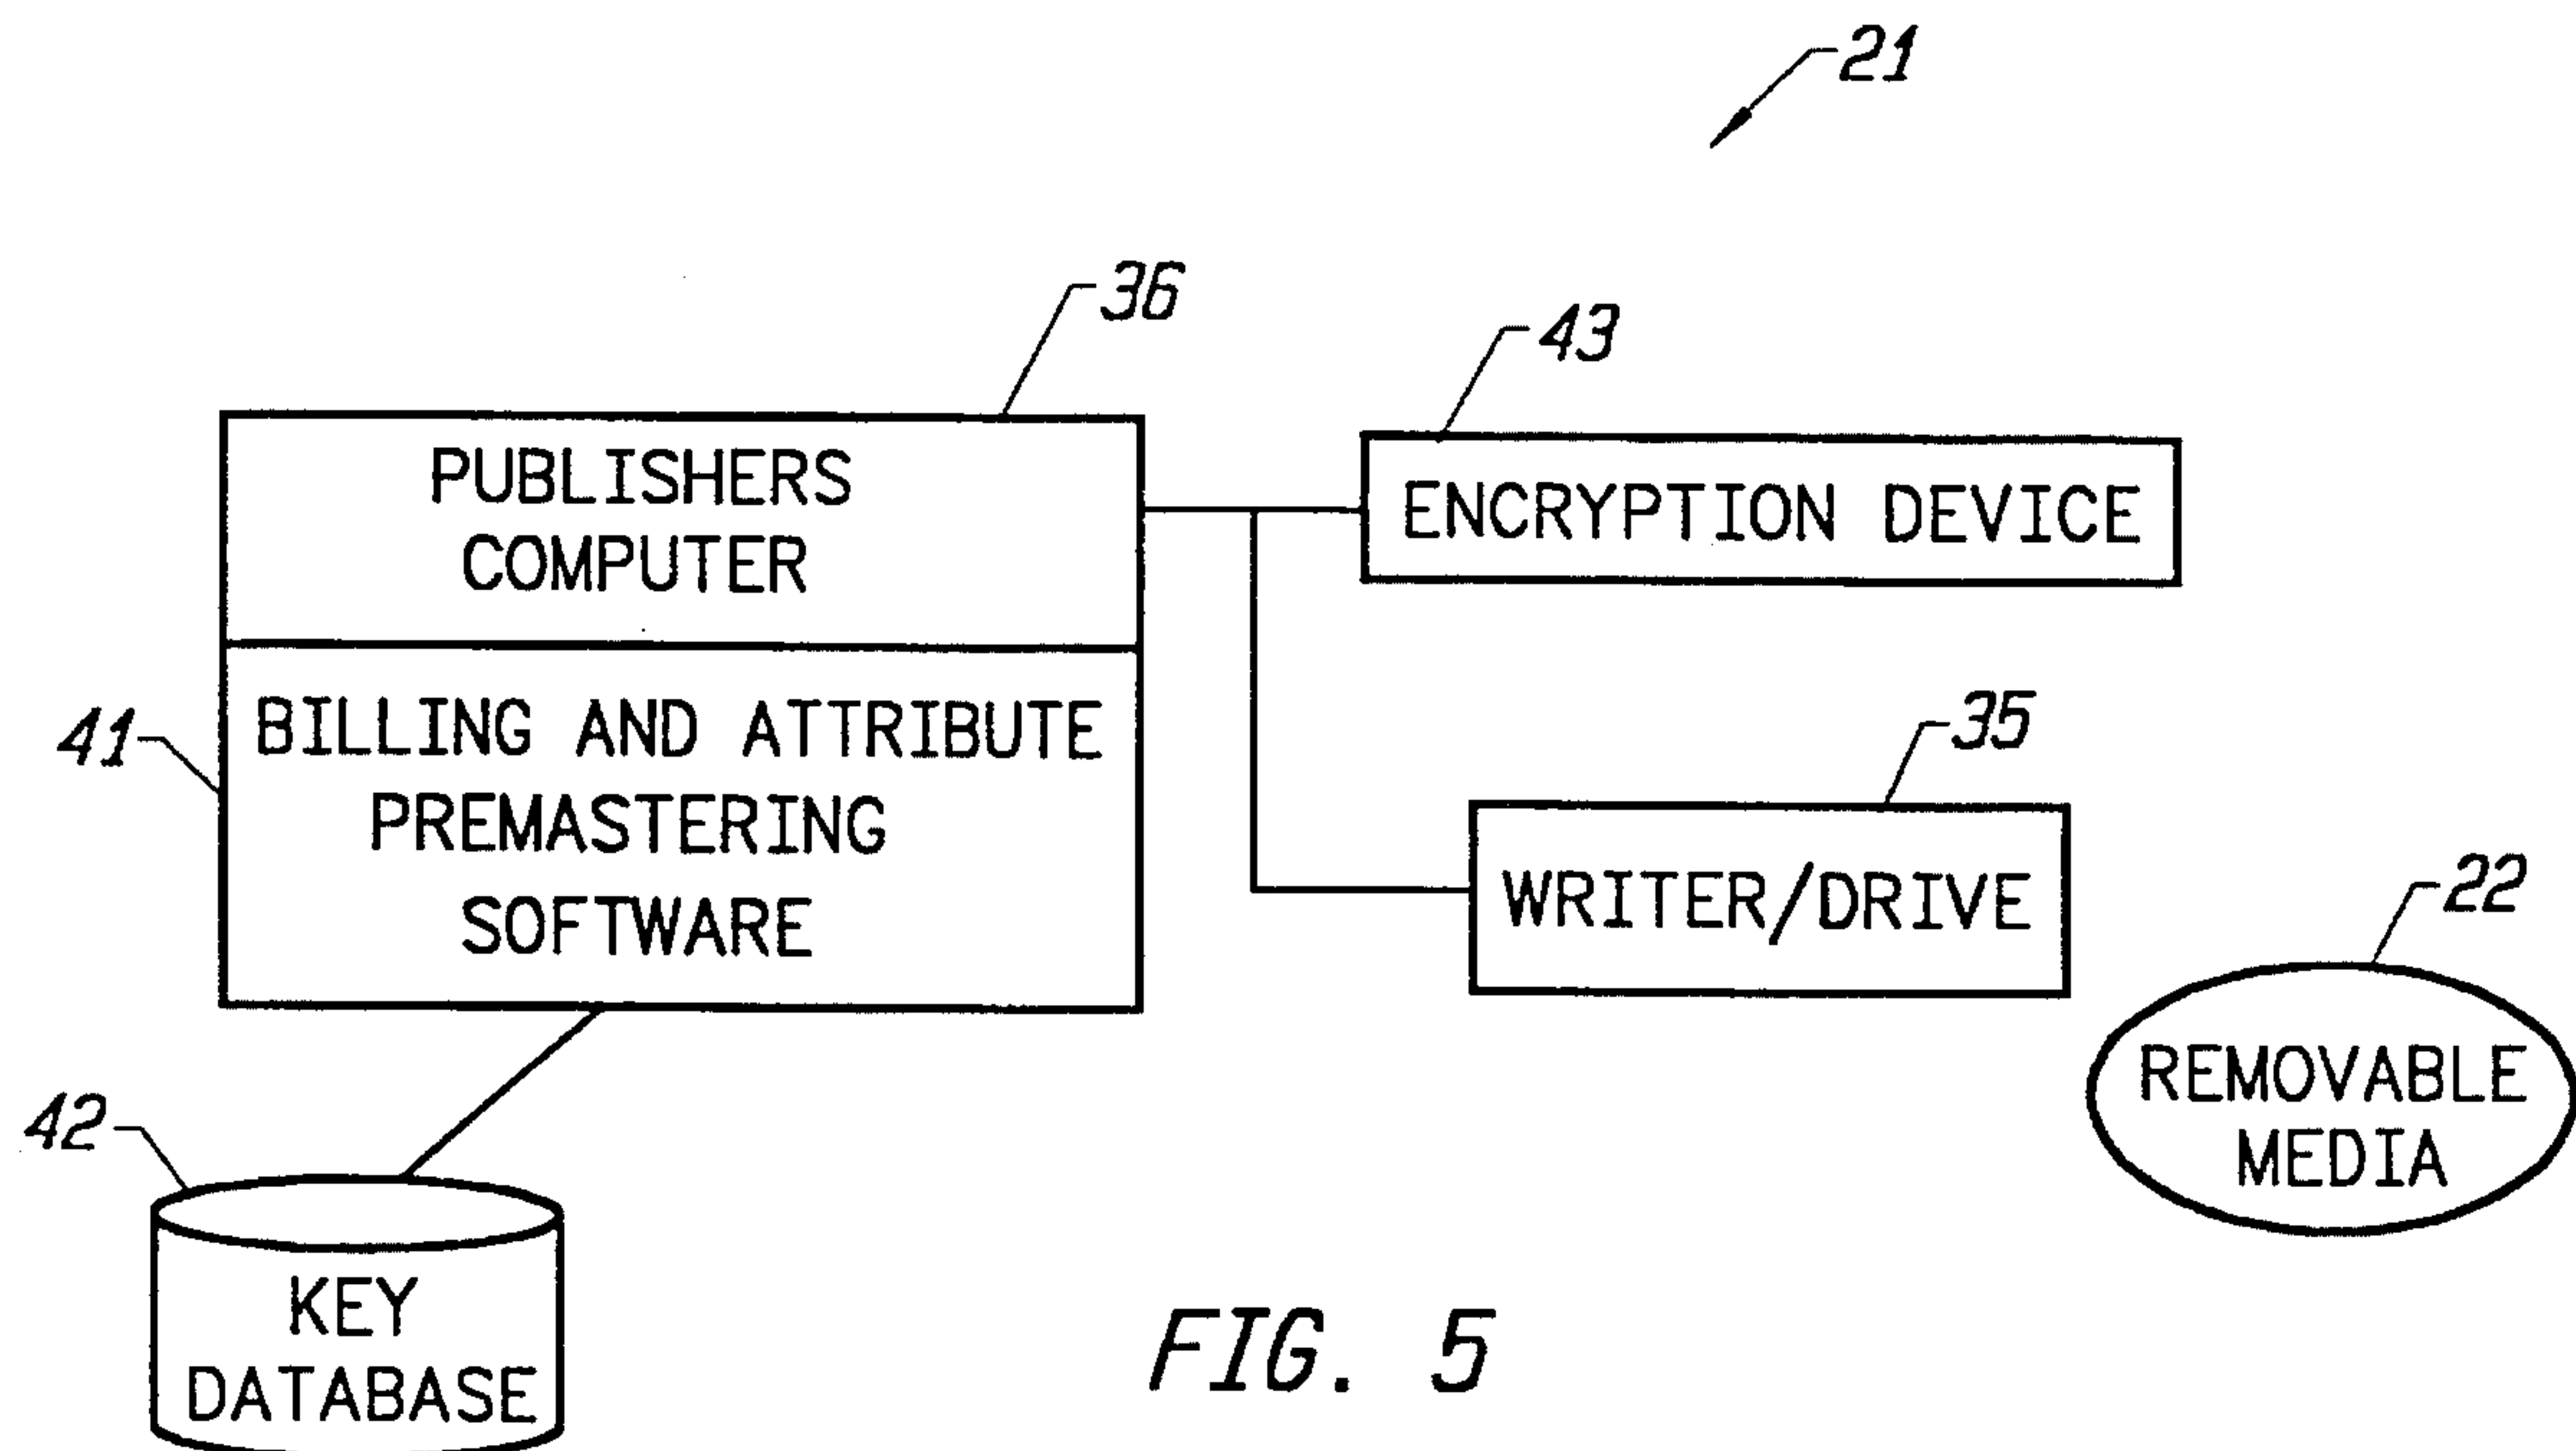 21
36
PUBLISHERS
COMPUTER
43
ENCRYPTION DEVICE
41
BILLING AND ATTRIBUTE
PREMASTERING
SOFTWARE
35
WRITER/DRIVE
22
REMOVABLE
MEDIA
42
KEY
DATABASE
FIG. 5